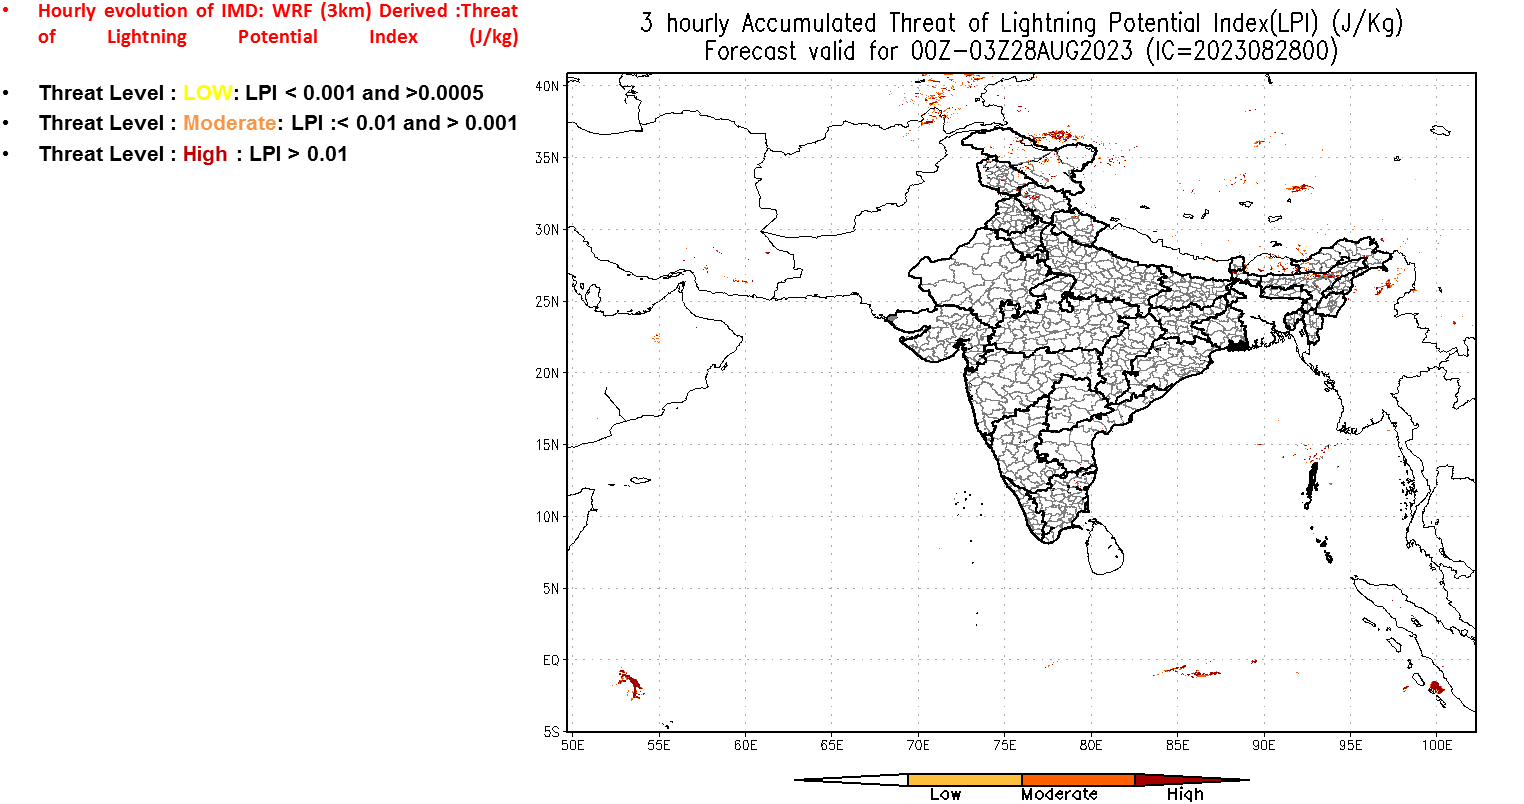 • Hourly evolution of IMD: WRF (3km) Derived :Threat
of Lightning Potential Index (J/kg)
• Threat Level : LOW: LPI < 0.001 and >0.0005
• Threat Level : Moderate: LPI :< 0.01 and > 0.001
• Threat Level : High : LPI > 0.01
3 hourly Accumulated Threat of Lightning Potential Index(LPI) (J/Kg)
Forecast valid for 00Z-03Z28AUG2023 (IC=2023082800)
40N
35N
30N
25N
20N
15N
10N
5N
EQ
5S
50E 55E 60E 65E 70E 75E 80E 85E 90E 95E 100E
Low Moderate High